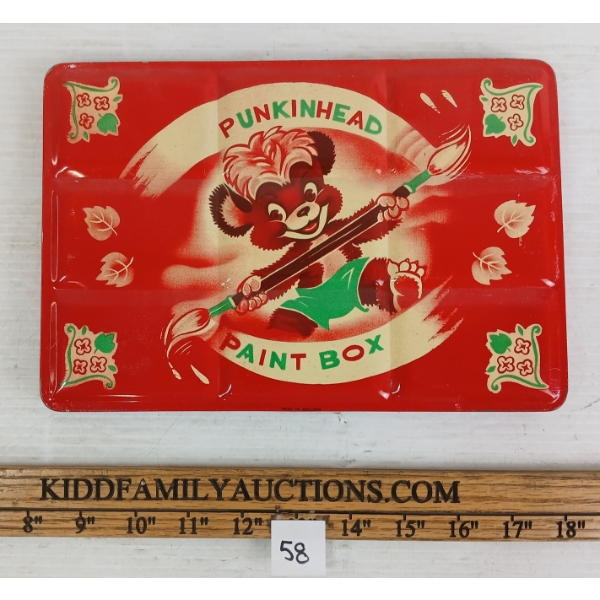 PUNKINHEAD
PAINT BOX
KIDDFAMILYAUCTIONS.COM
8" 9" 10" 11" 12" 14" 15" 16" 17" 18"
58